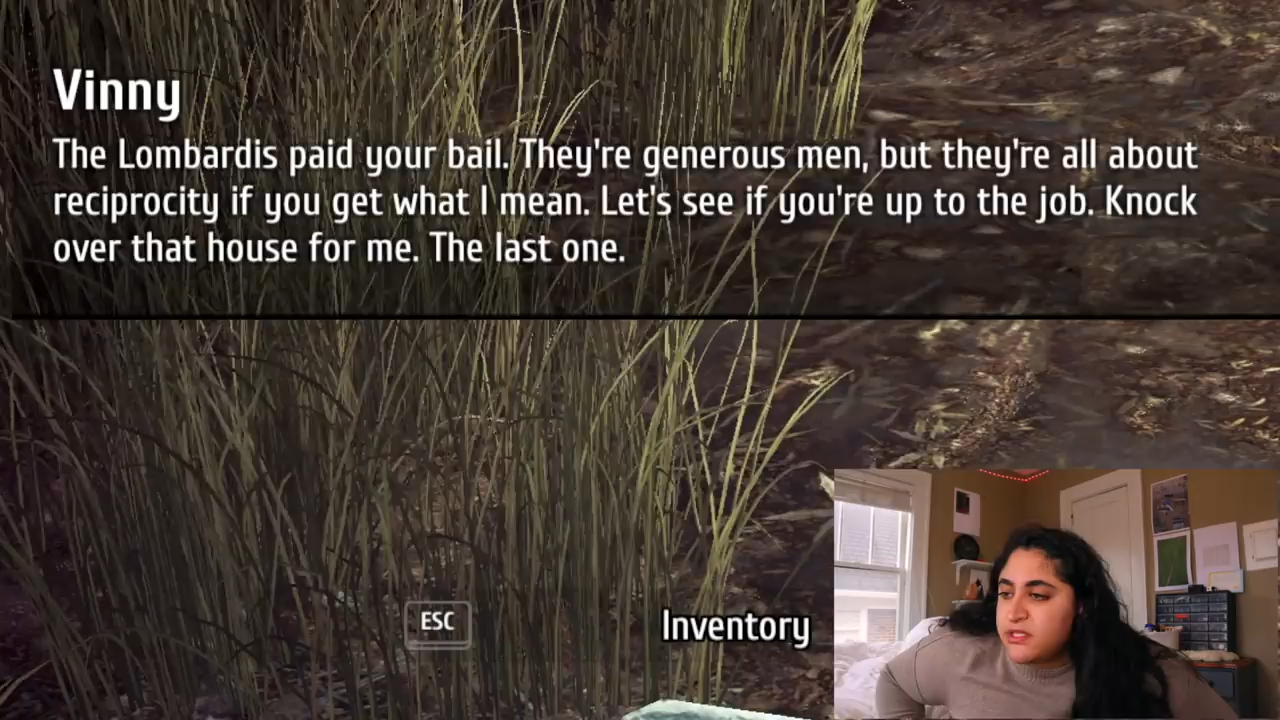 Vinny
The Lombardis paid your bail. They're generous men, but they're all about
reciprocity if you get what I mean. Let's see if you're up to the job. Knock
over that house for me. The last one.
ESC
Inventory